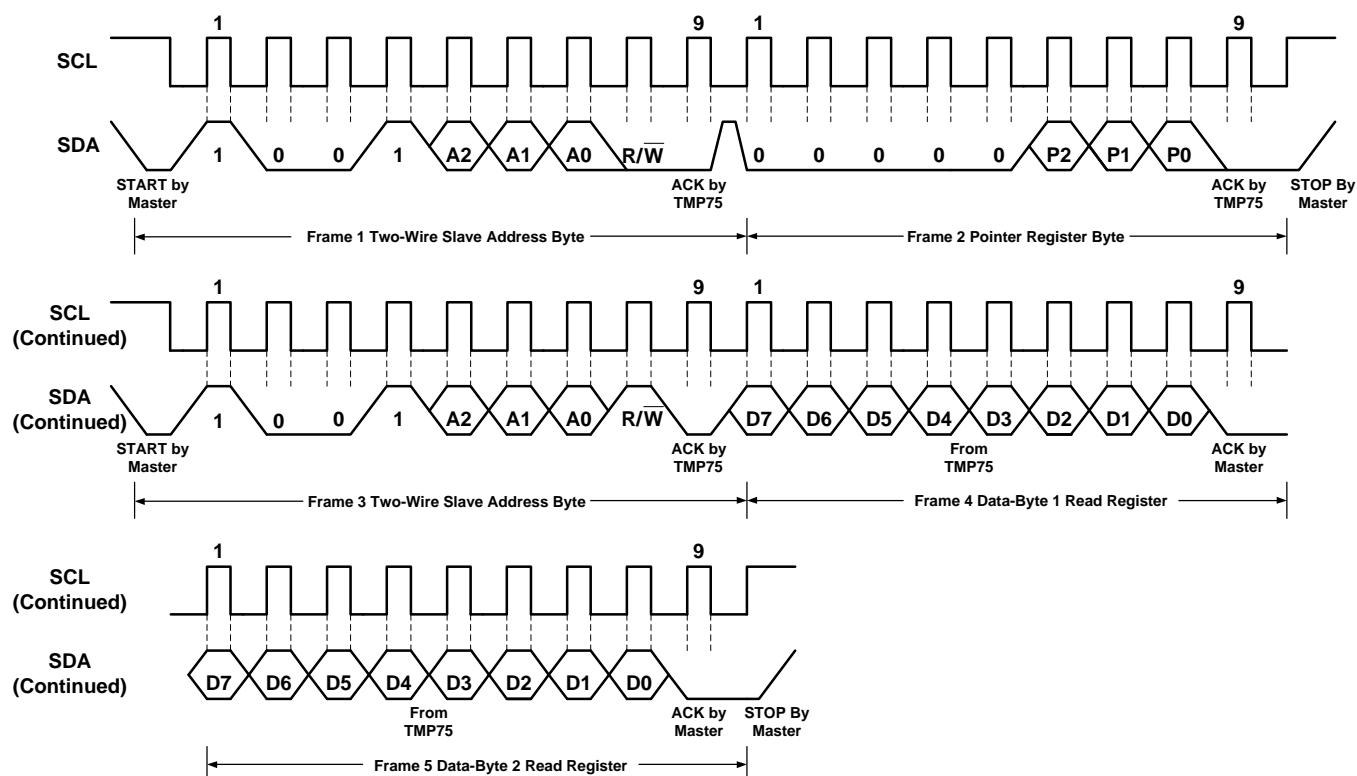 1 9 1 9
SCL
SDA
1 0 0 1 A2 A1 A0 R/W̅ 0 0 0 0 0 P2 P1 P0
START by Master
ACK by TMP75
ACK by TMP75
STOP By Master
Frame 1 Two-Wire Slave Address Byte
Frame 2 Pointer Register Byte
1 9 1 9
SCL
(Continued)
SDA
(Continued)
1 0 0 1 A2 A1 A0 R/W̅ D7 D6 D5 D4 D3 D2 D1 D0
START by Master
ACK by TMP75
From TMP75
ACK by Master
Frame 3 Two-Wire Slave Address Byte
Frame 4 Data-Byte 1 Read Register
1 9
SCL
(Continued)
SDA
(Continued)
D7 D6 D5 D4 D3 D2 D1 D0
From TMP75
ACK by Master
STOP By Master
Frame 5 Data-Byte 2 Read Register